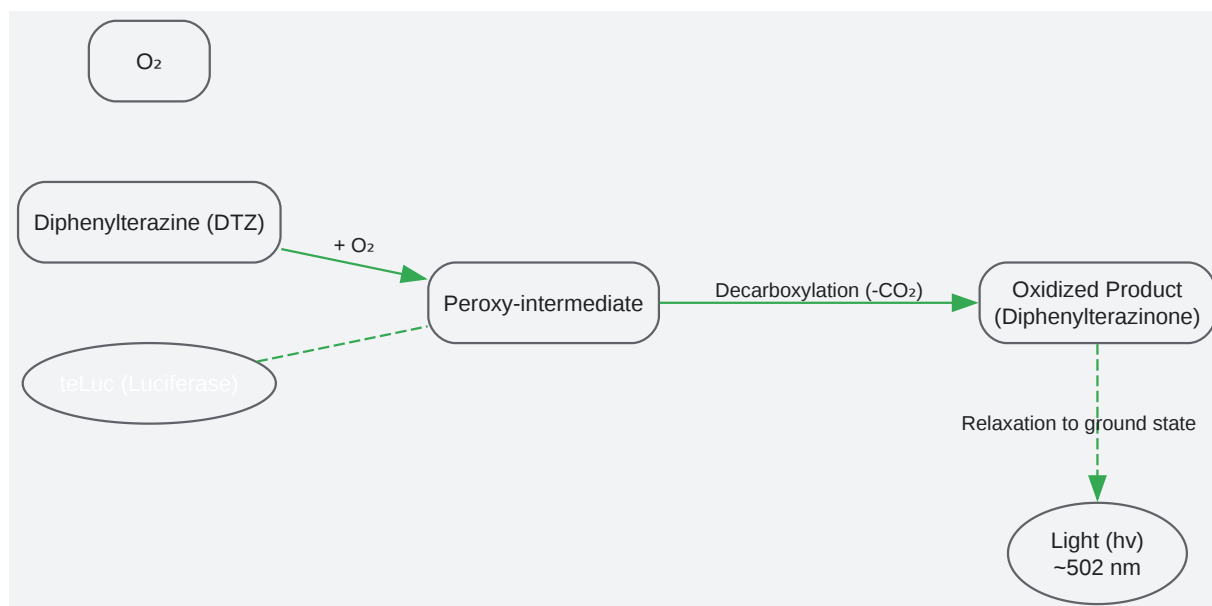 O₂
Diphenylterazine (DTZ)
+ O₂
Peroxy-intermediate
Decarboxylation (-CO₂)
Oxidized Product
(Diphenylterazinone)
teLuc (Luciferase)
Relaxation to ground state
Light (hv)
~502 nm